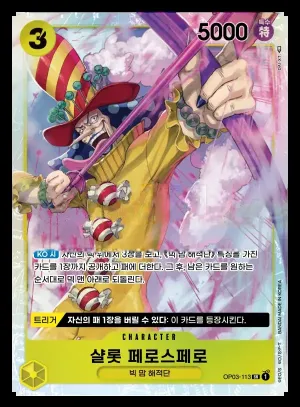 3
5000
특수
特
KO 시 자신의 덱 위에서 3장을 보고, 《빅 맘 해적단》 특징을 가진
카드를 1장까지 공개하고 패에 더한다. 그 후, 남은 카드를 원하는
순서대로 덱 맨 아래로 되돌린다.
트리거 자신의 패 1장을 버릴 수 있다: 이 카드를 등장시킨다.
CHARACTER
샬롯 페로스페로
빅 맘 해적단
OP03-113 SR 1